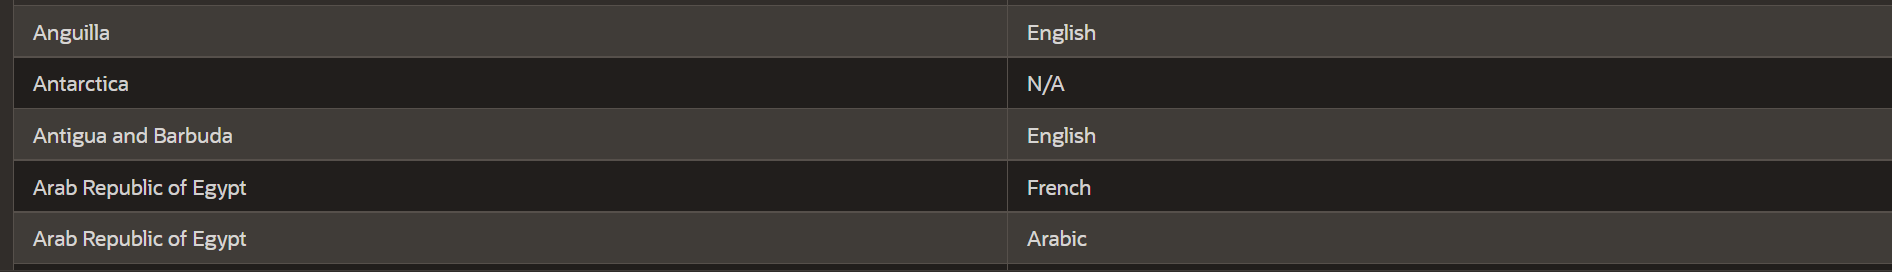 Anguilla English
Antarctica N/A
Antigua and Barbuda English
Arab Republic of Egypt French
Arab Republic of Egypt Arabic